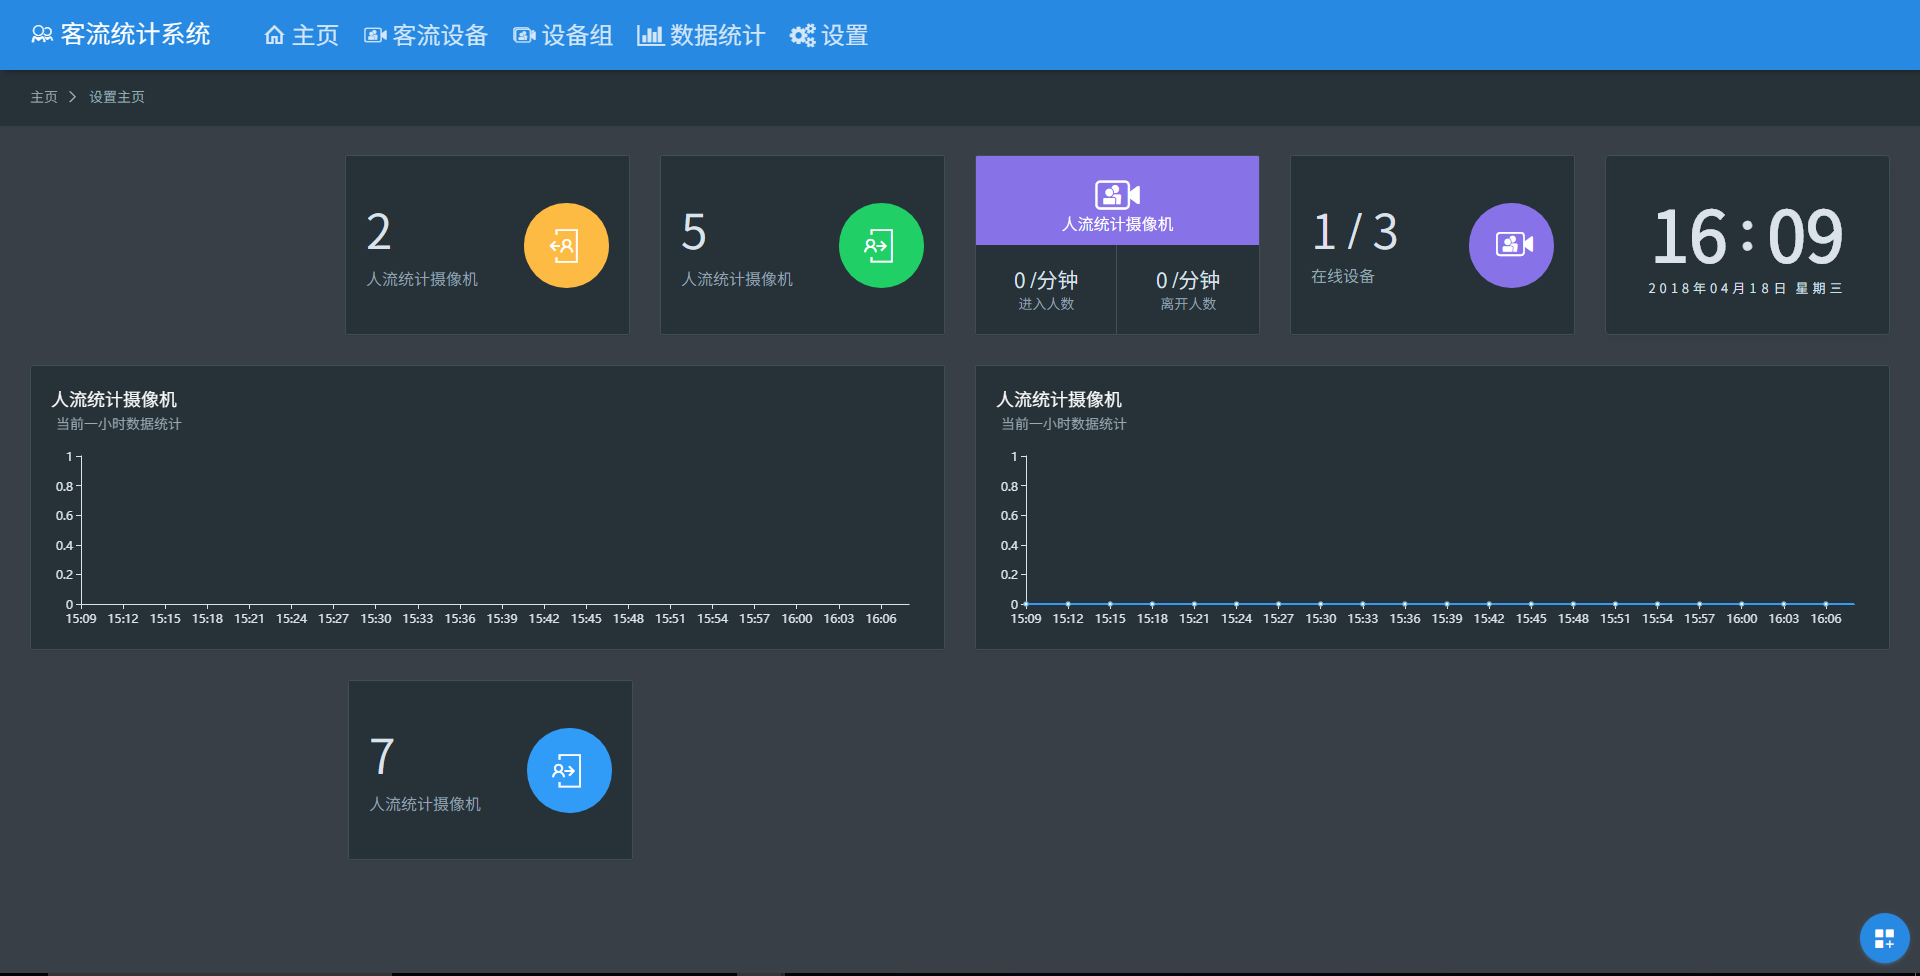 客流统计系统 主页 客流设备 设备组 数据统计 设置
主页 > 设置主页
2
人流统计摄像机
5
人流统计摄像机
人流统计摄像机
0 /分钟 0 /分钟
进入人数 离开人数
1 / 3
在线设备
16:09
2018年04月18日 星期三
人流统计摄像机
当前一小时数据统计
1
0.8
0.6
0.4
0.2
0
15:09 15:12 15:15 15:18 15:21 15:24 15:27 15:30 15:33 15:36 15:39 15:42 15:45 15:48 15:51 15:54 15:57 16:00 16:03 16:06
人流统计摄像机
当前一小时数据统计
1
0.8
0.6
0.4
0.2
0
15:09 15:12 15:15 15:18 15:21 15:24 15:27 15:30 15:33 15:36 15:39 15:42 15:45 15:48 15:51 15:54 15:57 16:00 16:03 16:06
7
人流统计摄像机